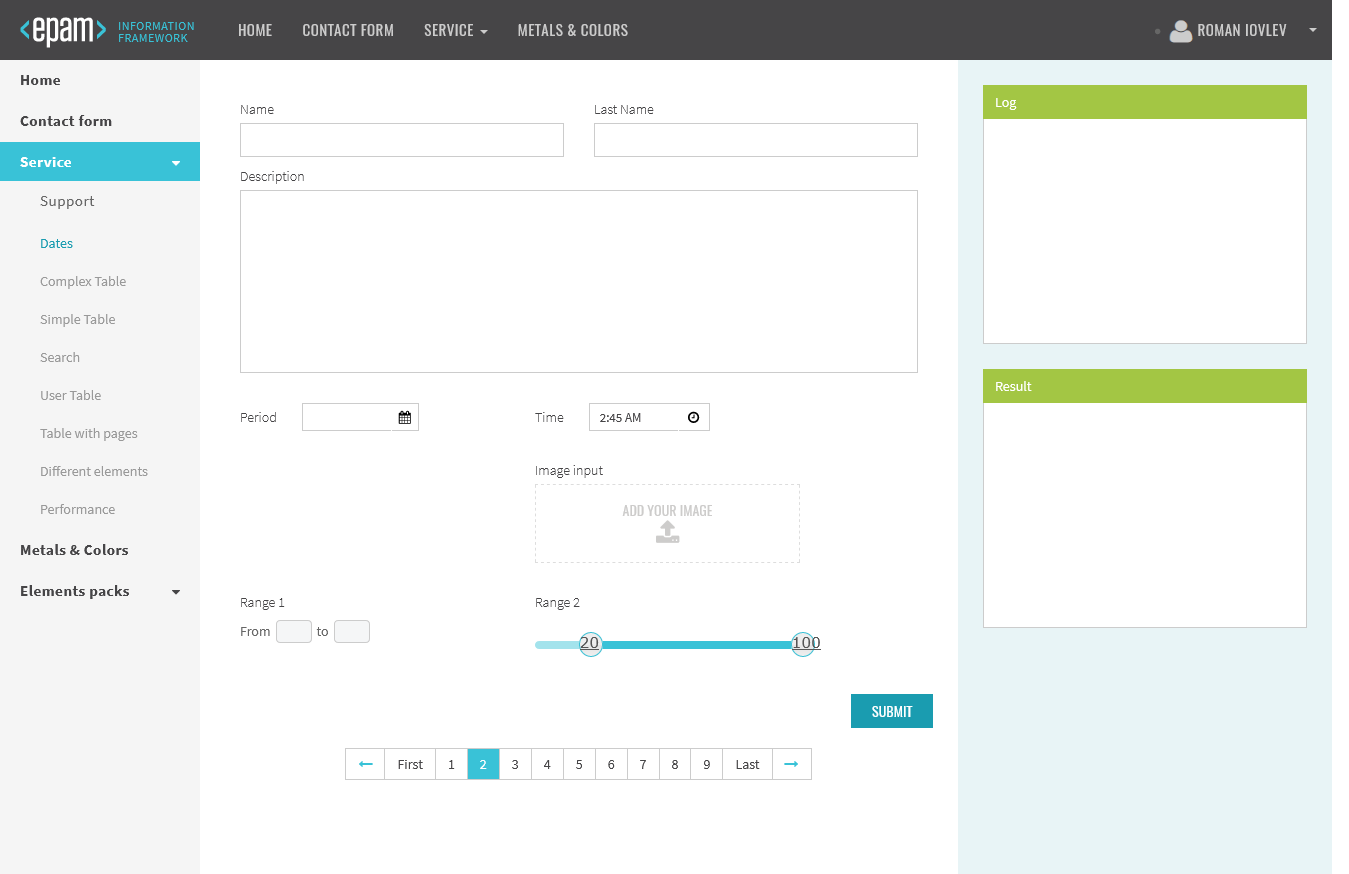 <epam> INFORMATION
FRAMEWORK
HOME
CONTACT FORM
SERVICE
METALS & COLORS
ROMAN IOVLEV
Home
Contact form
Service
Support
Dates
Complex Table
Simple Table
Search
User Table
Table with pages
Different elements
Performance
Metals & Colors
Elements packs
Name
Last Name
Description
Period
Time
2:45 AM
Image input
ADD YOUR IMAGE
Range 1
From to
Range 2
20 100
SUBMIT
First 1 2 3 4 5 6 7 8 9 Last
Log
Result